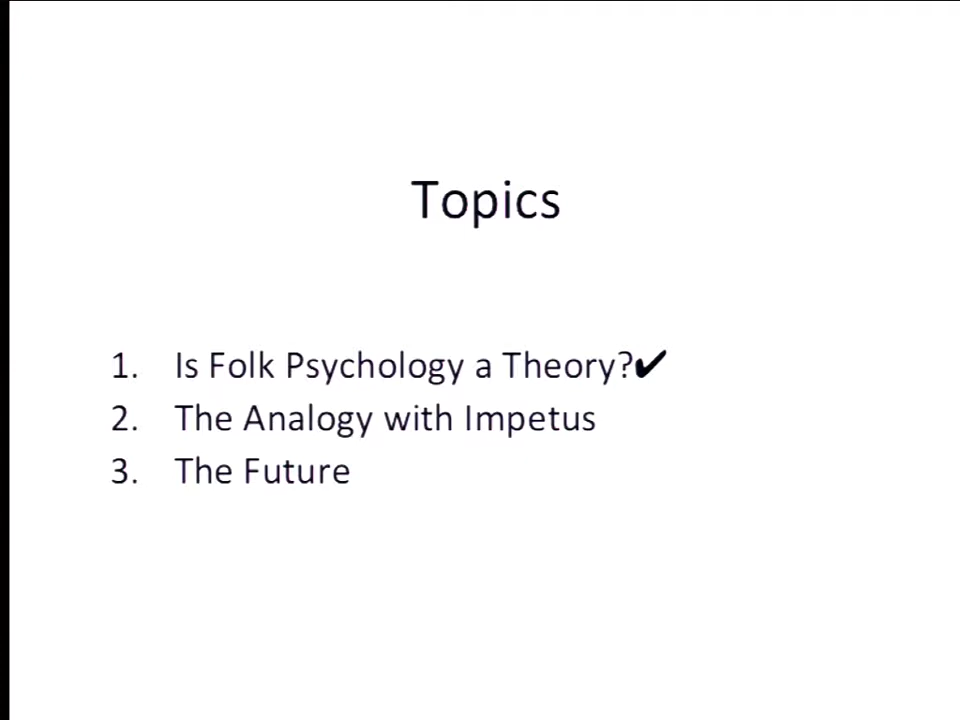 Topics
1. Is Folk Psychology a Theory?✔
2. The Analogy with Impetus
3. The Future